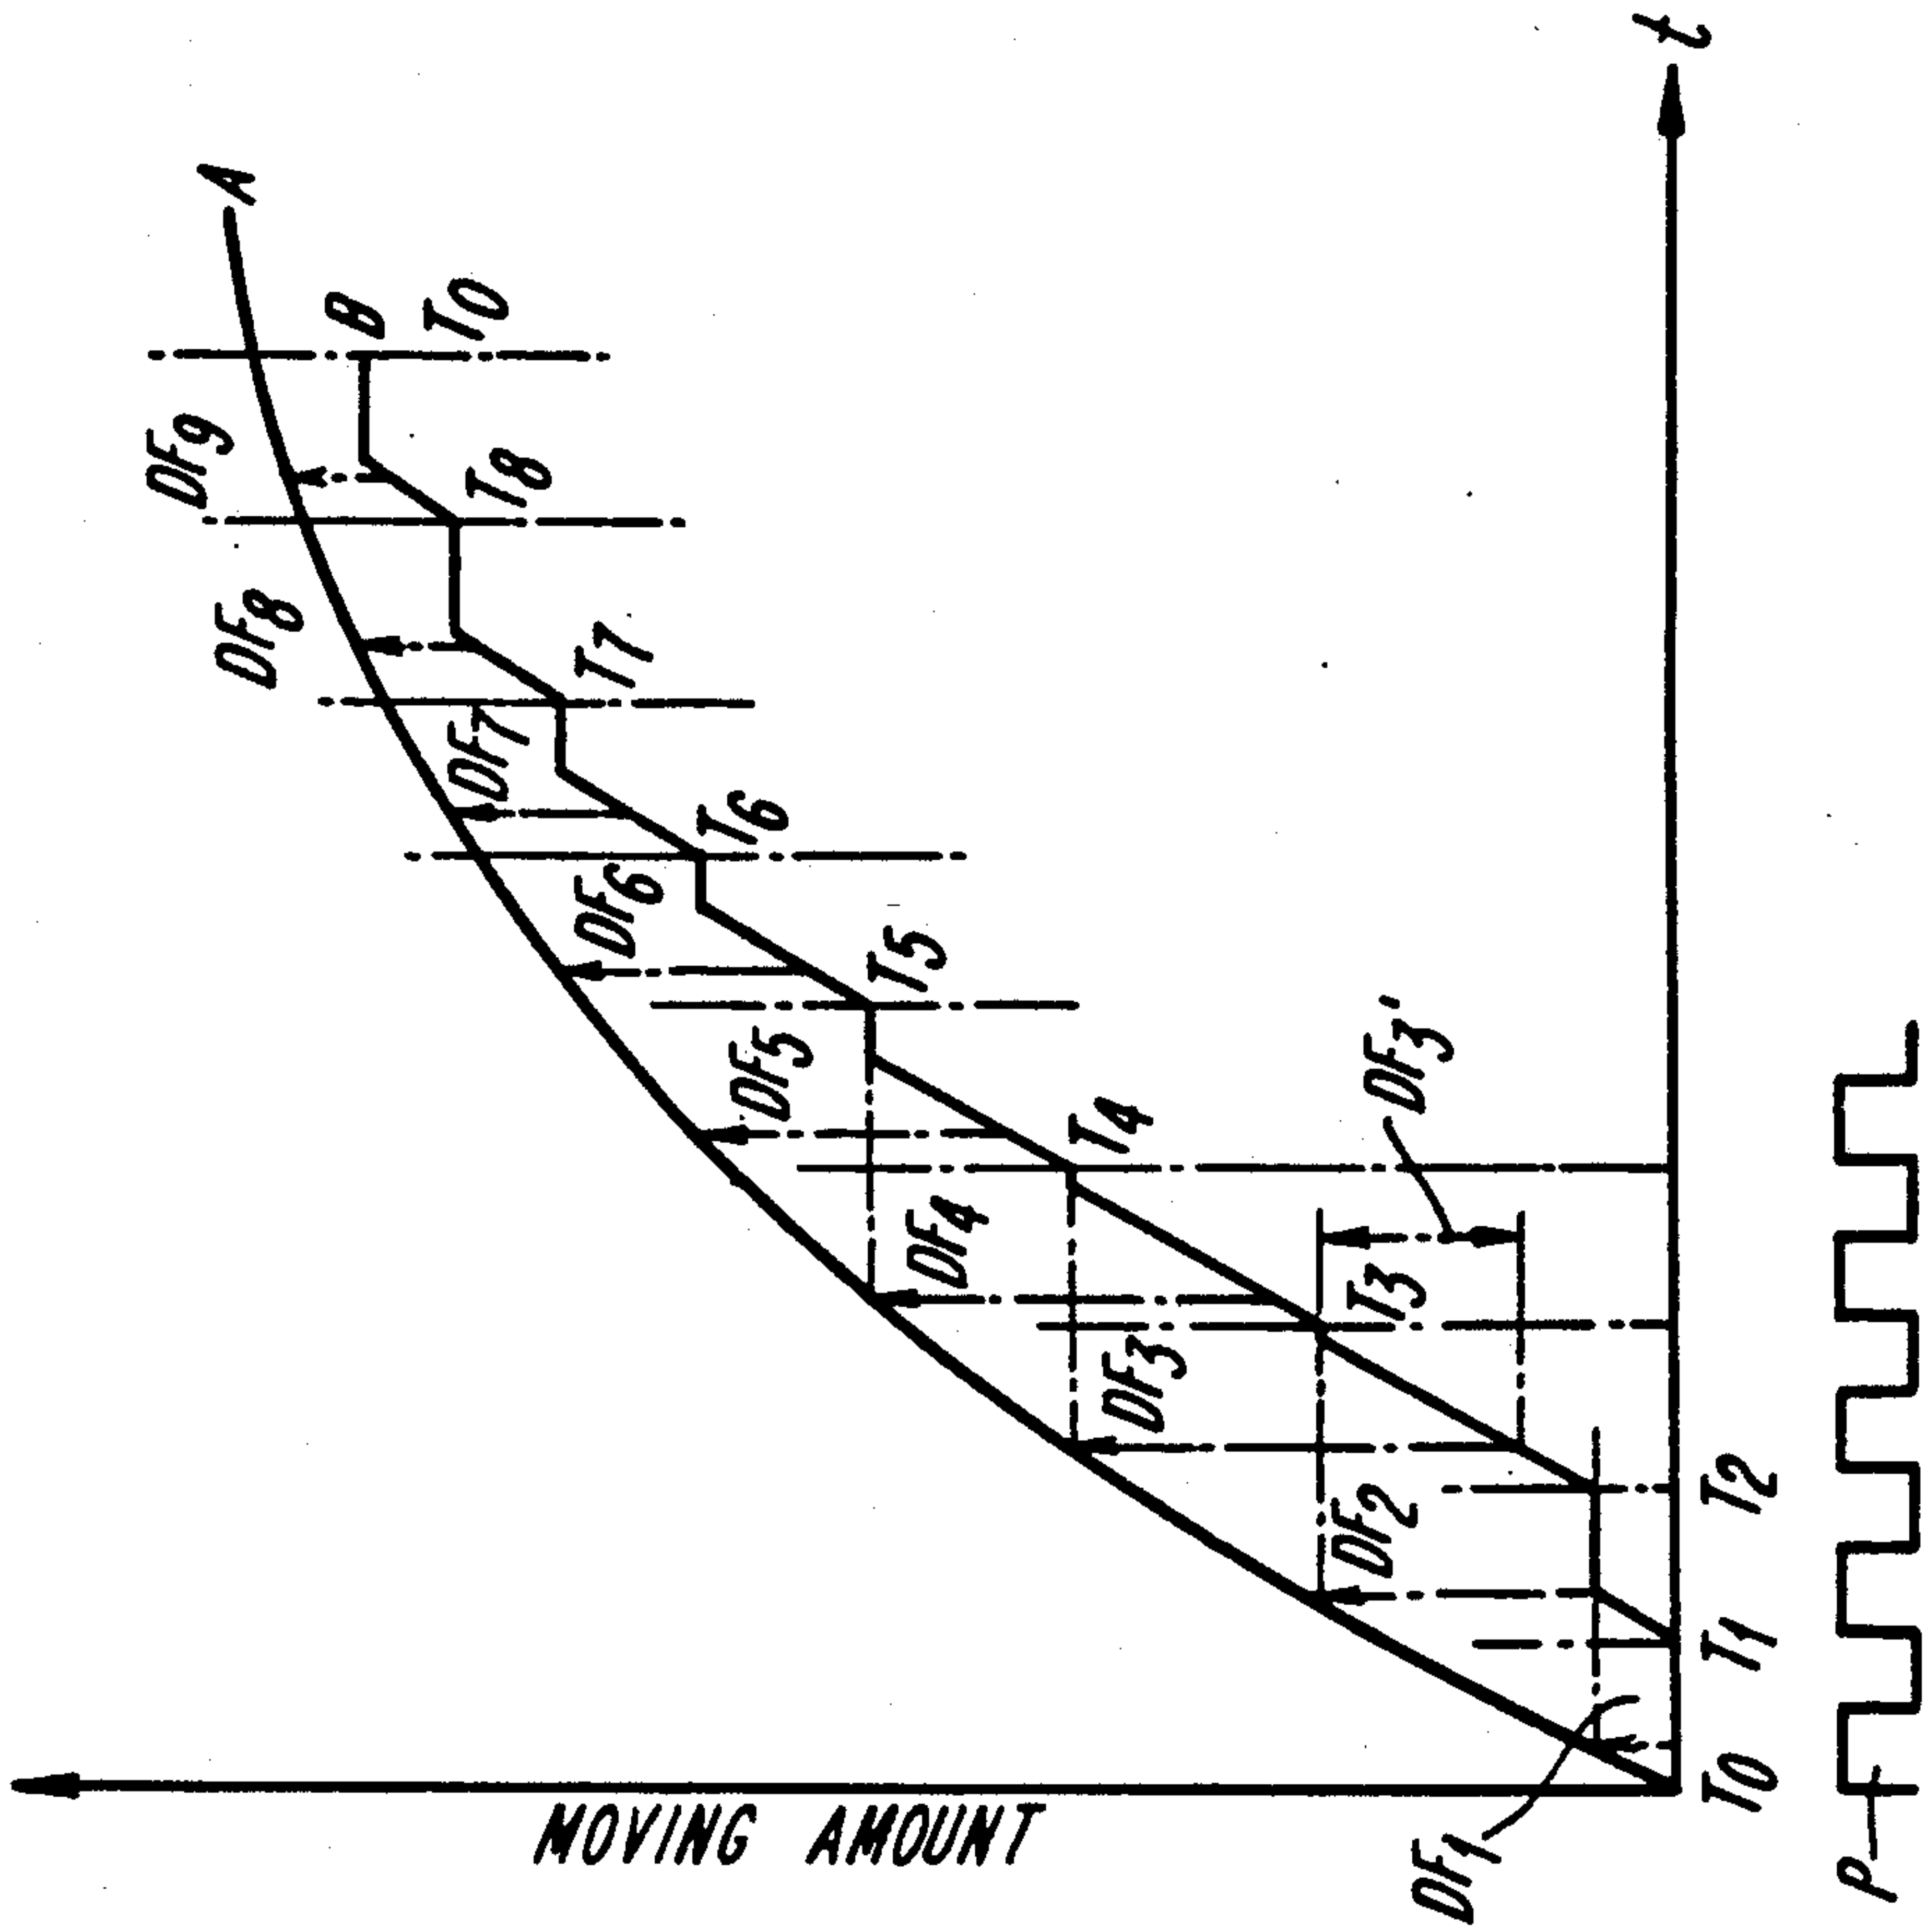 MOVING AMOUNT
A
B
DF9
T0
DF8
T8
DF7
T7
DF6
T6
DF5
T5
DF4
T4
DF3
T3
DF3'
DF2
DF1
T0
T1
T2
t
P